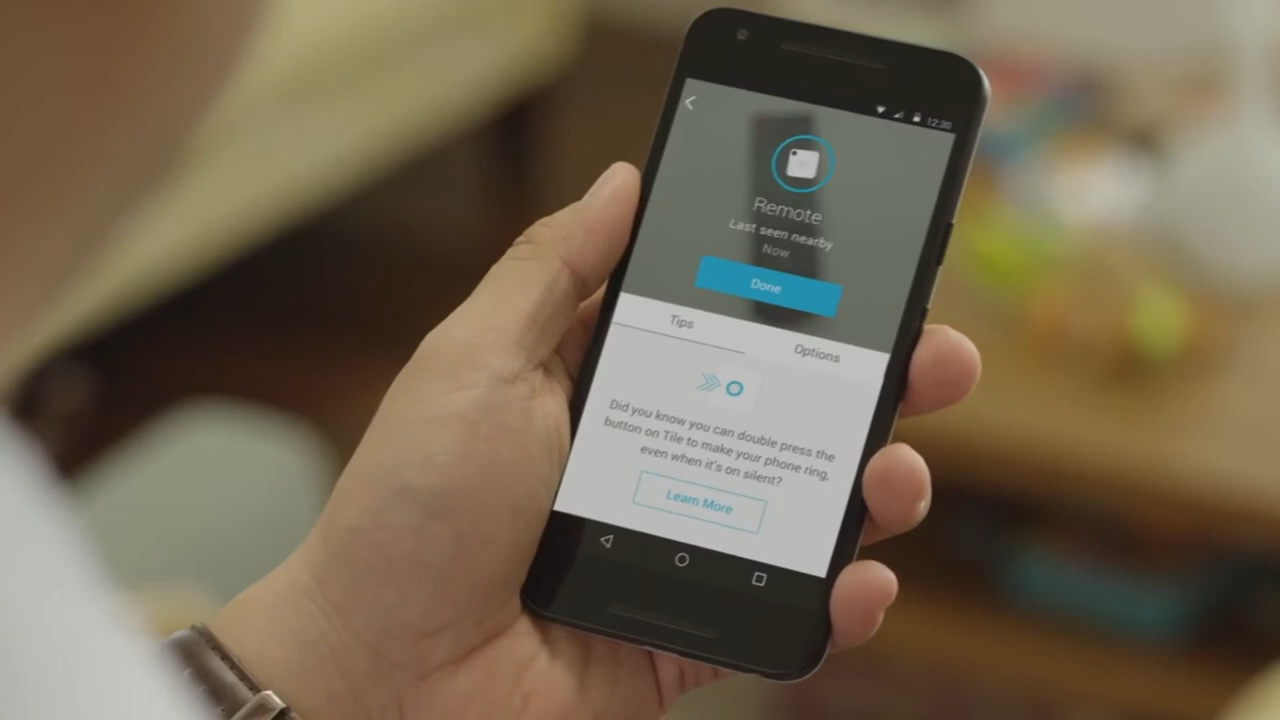 12:30
Remote
Last seen nearby
Now
Done
Tips
Options
Did you know you can double press the
button on Tile to make your phone ring,
even when it's on silent?
Learn More